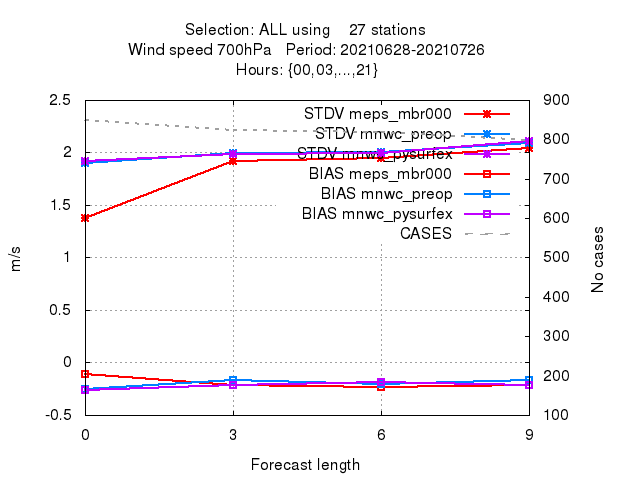 Selection: ALL using 27 stations
Wind speed 700hPa Period: 20210628-20210726
Hours: {00,03,...,21}
2.5
2
1.5
1
0.5
0
-0.5
900
800
700
600
500
400
300
200
100
STDV meps_mbr000
STDV mnwc_preop
STDV mnwc_pysurfex
BIAS meps_mbr000
BIAS mnwc_preop
BIAS mnwc_pysurfex
CASES
m/s
No cases
0 3 6 9
Forecast length